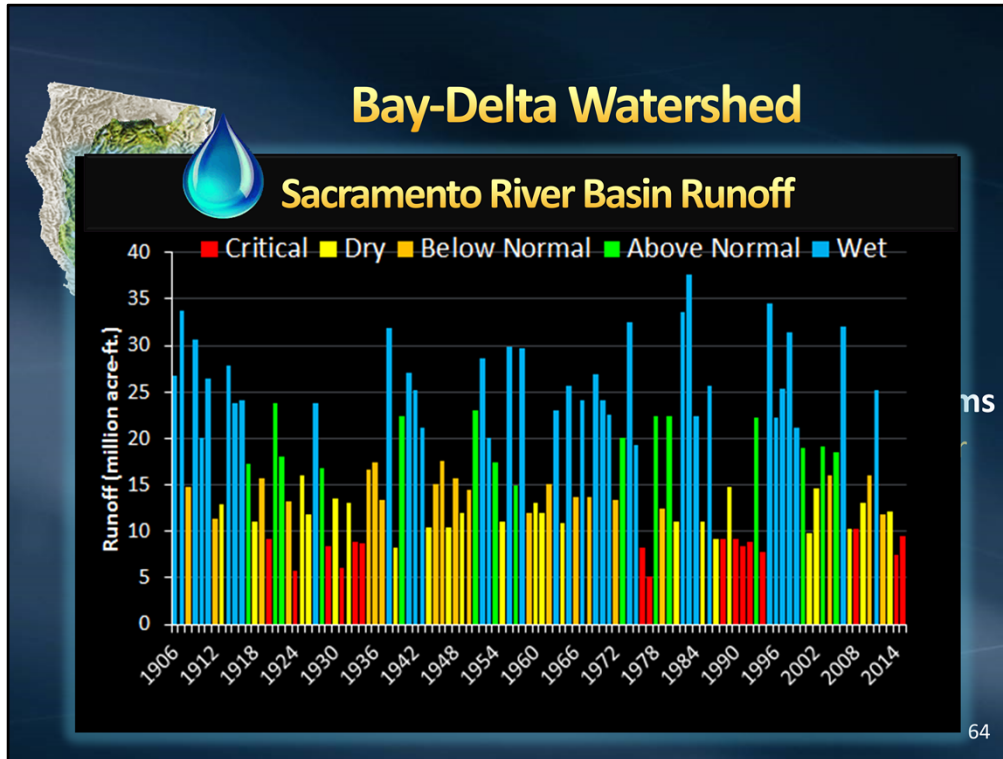 Bay-Delta Watershed
Sacramento River Basin Runoff
Critical Dry Below Normal Above Normal Wet
Runoff (million acre-ft.)
40
35
30
25
20
15
10
5
0
1906 1912 1918 1924 1930 1936 1942 1948 1954 1960 1966 1972 1978 1984 1990 1996 2002 2008 2014
ms
r
64